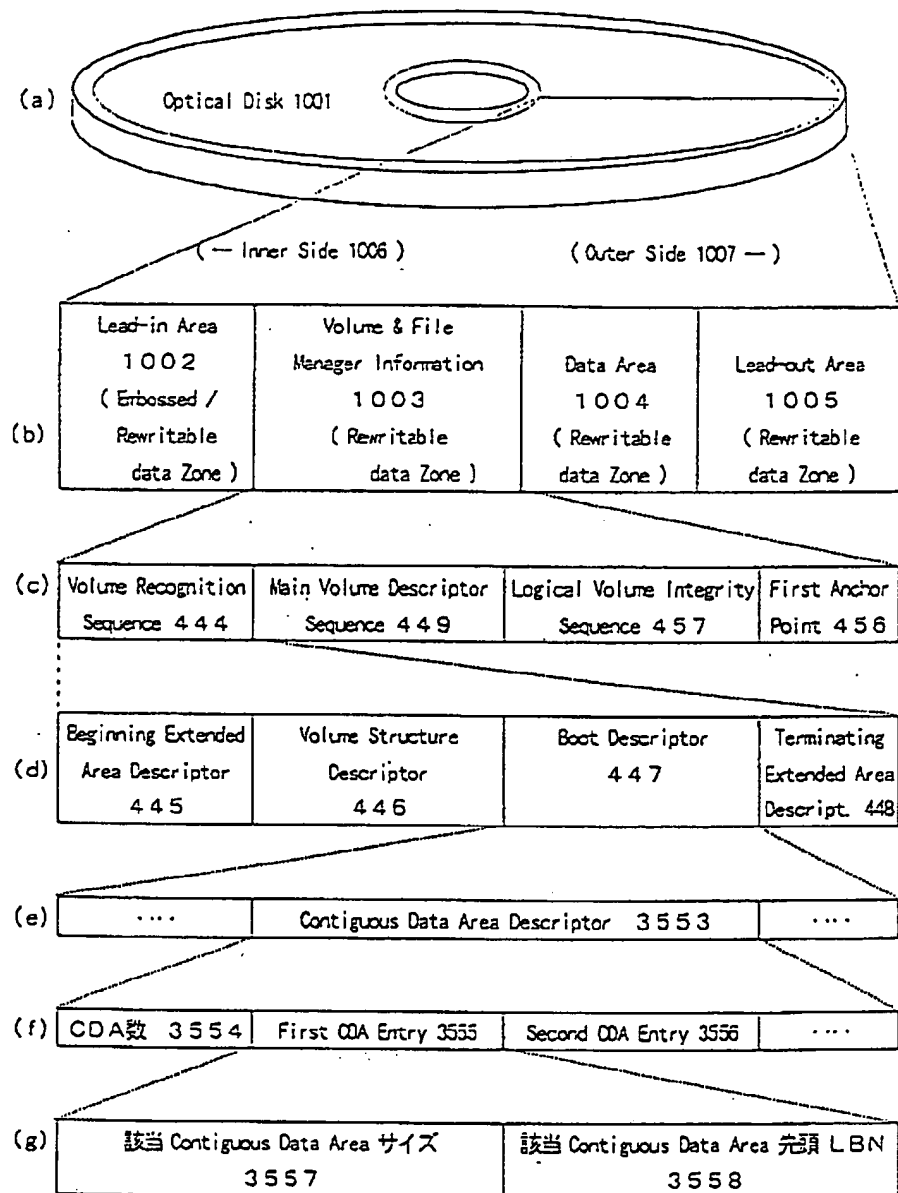 (a)
Optical Disk 1001
(— Inner Side 1006 )
( Outer Side 1007 — )
(b)
Lead-in Area
1002
( Embossed /
Rewritable
data Zone )
Volume & File
Manager Information
1003
( Rewritable
data Zone )
Data Area
1004
( Rewritable
data Zone )
Lead-out Area
1005
( Rewritable
data Zone )
(c)
Volume Recognition
Sequence 444
Main Volume Descriptor
Sequence 449
Logical Volume Integrity
Sequence 457
First Anchor
Point 456
(d)
Beginning Extended
Area Descriptor
445
Volume Structure
Descriptor
446
Boot Descriptor
447
Terminating
Extended Area
Descript. 448
(e)
....
Contiguous Data Area Descriptor 3553
....
(f)
CDA数 3554
First CDA Entry 3555
Second CDA Entry 3556
....
(g)
該当 Contiguous Data Area サイズ
3557
該当 Contiguous Data Area 先頭 LBN
3558